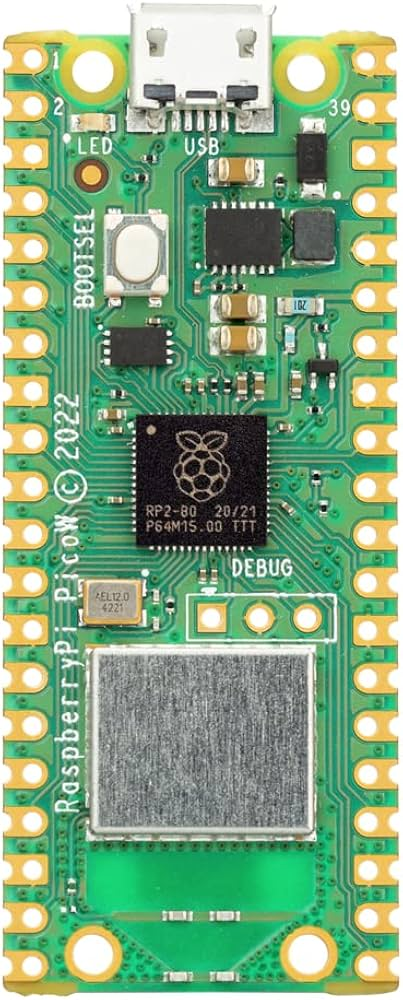 1
2
39
LED
USB
BOOTSEL
201
RaspberryPi PicoW © 2022
RP2-B0 20/21
P64M15.00 TTT
DEBUG
AEL12.0
4221